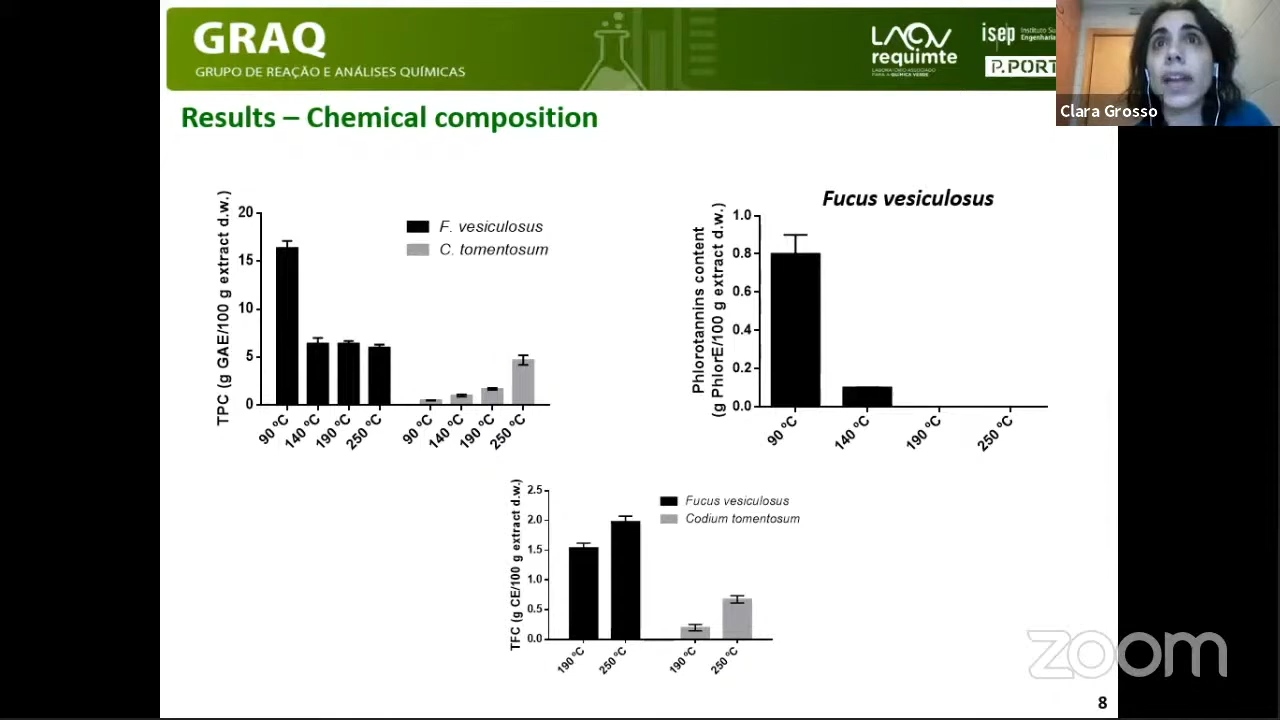 GRAQ
GRUPO DE REAÇÃO E ANÁLISES QUÍMICAS
LAQV
requimte
isep Instituto Su
Engenharia
P.PORT
Clara Grosso
Results – Chemical composition
TPC (g GAE/100 g extract d.w.)
20
15
10
5
0
F. vesiculosus
C. tomentosum
90 ºC
140 ºC
190 ºC
250 ºC
90 ºC
140 ºC
190 ºC
250 ºC
Fucus vesiculosus
Phlorotannins content
(g PhlorE/100 g extract d.w.)
1.0
0.8
0.6
0.4
0.2
0.0
90 ºC
140 ºC
190 ºC
250 ºC
TFC (g CE/100 g extract d.w.)
2.5
2.0
1.5
1.0
0.5
0.0
Fucus vesiculosus
Codium tomentosum
190 ºC
250 ºC
190 ºC
250 ºC
zoom
8